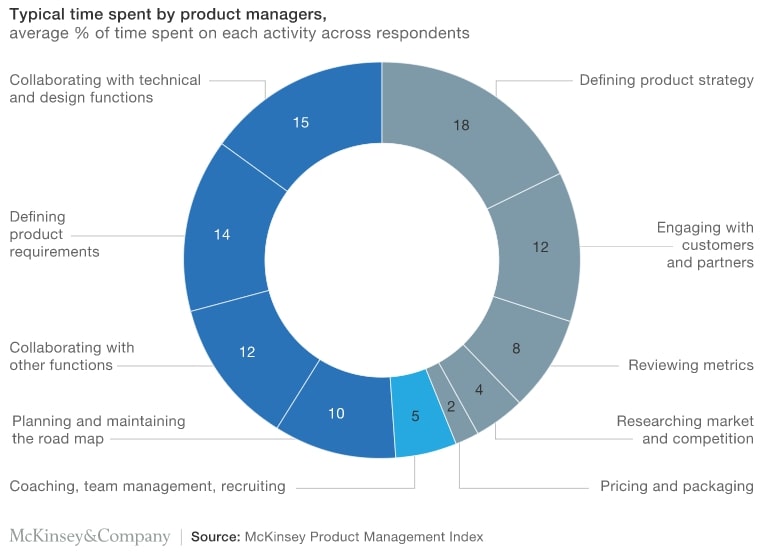 Typical time spent by product managers,
average % of time spent on each activity across respondents
Collaborating with technical
and design functions
Defining product strategy
15
18
Defining
product
requirements
14
12
Engaging with
customers
and partners
Collaborating with
other functions
12
8
Reviewing metrics
Planning and maintaining
the road map
10
5
2
4
Researching market
and competition
Coaching, team management, recruiting
Pricing and packaging
McKinsey&Company | Source: McKinsey Product Management Index